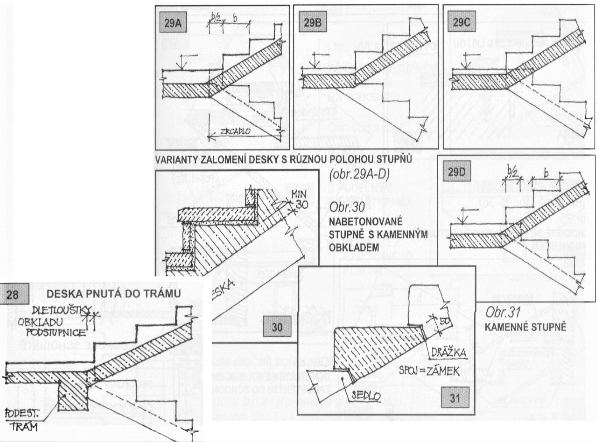 29A
b/2
b
ZRCADLO
29B
29C
VARIANTY ZALOMENÍ DESKY S RŮZNOU POLOHOU STUPŇŮ
(obr.29A-D)
29D
b/2
b
MIN
30
Obr.30
NABETONOVANÉ
STUPNĚ S KAMENNÝM
OBKLADEM
DESKA
30
28
DESKA PNUTÁ DO TRÁMU
DLE TLOUŠŤKY
OBKLADU
PODSTUPNICE
PODEST.
TRÁM
50
DRÁŽKA
SPOJ = ZÁMEK
SEDLO
31
Obr.31
KAMENNÉ STUPNĚ